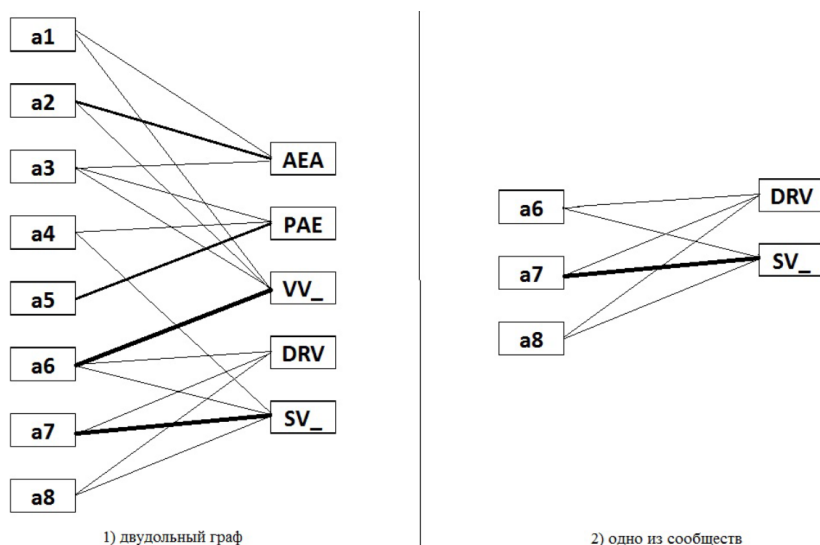 a1
a2
a3
a4
a5
a6
a7
a8
AEA
PAE
VV_
DRV
SV_
1) двудольный граф
a6
a7
a8
DRV
SV_
2) одно из сообществ